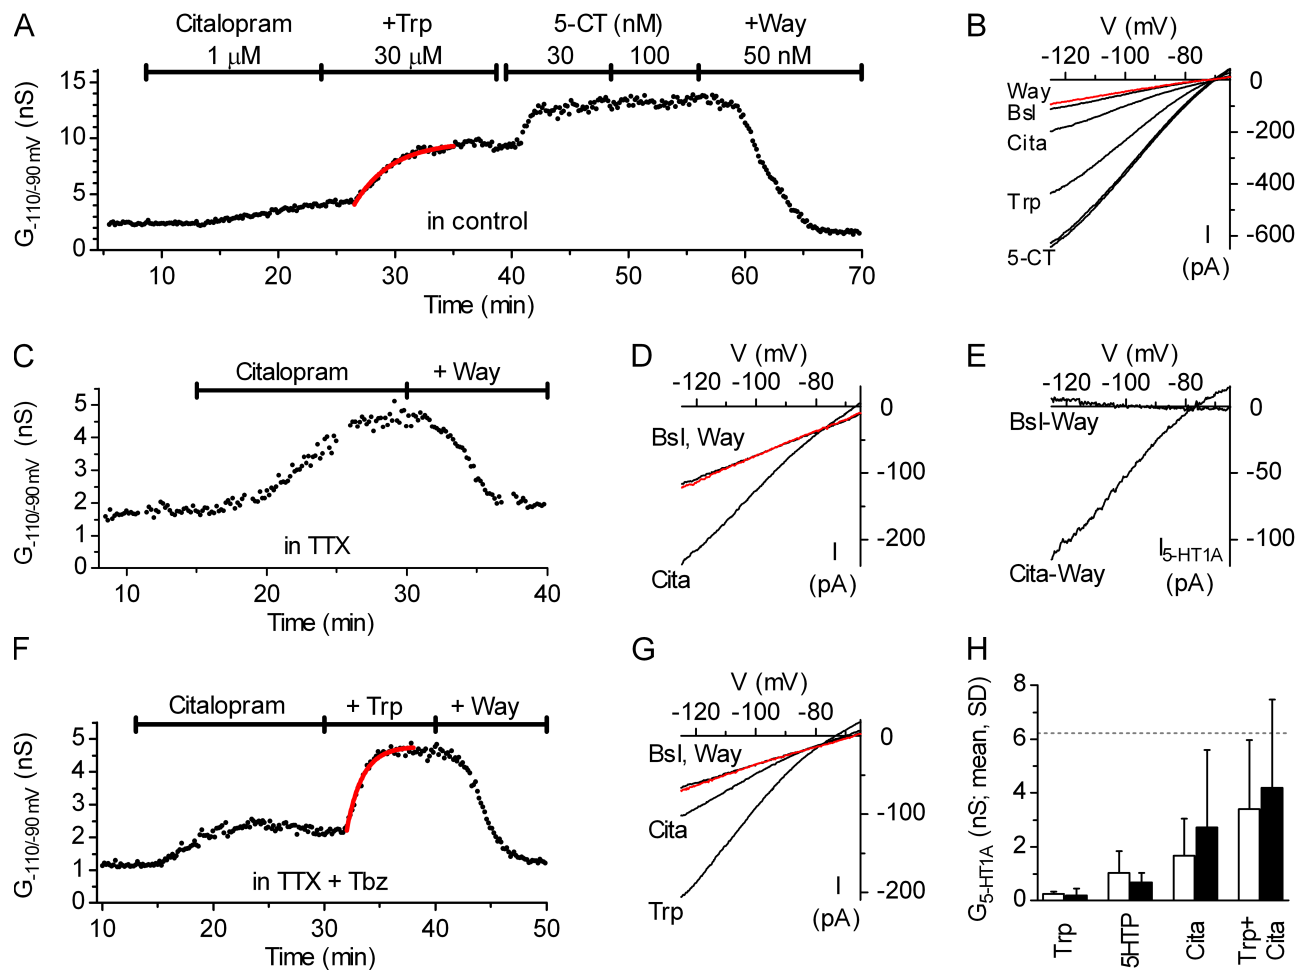 A
Citalopram +Trp 5-CT (nM) +Way
1 µM 30 µM 30 100 50 nM
G-110/-90 mV (nS)
15
10
5
0
in control
10 20 30 40 50 60 70
Time (min)
B
V (mV)
-120 -100 -80
Way
Bsl
Cita
Trp
5-CT
0
-200
-400
-600
I
(pA)
C
Citalopram + Way
G-110/-90 mV (nS)
5
4
3
2
1
0
in TTX
10 20 30 40
Time (min)
D
V (mV)
-120 -100 -80
Bsl, Way
Cita
0
-100
-200
I
(pA)
E
V (mV)
-120 -100 -80
Bsl-Way
Cita-Way
0
-50
-100
I5-HT1A
(pA)
F
Citalopram + Trp + Way
G-110/-90 mV (nS)
5
4
3
2
1
0
in TTX + Tbz
10 20 30 40 50
Time (min)
G
V (mV)
-120 -100 -80
Bsl, Way
Cita
Trp
0
-100
-200
I
(pA)
H
G5-HT1A (nS; mean, SD)
8
6
4
2
0
Trp
5HTP
Cita
Trp+
Cita